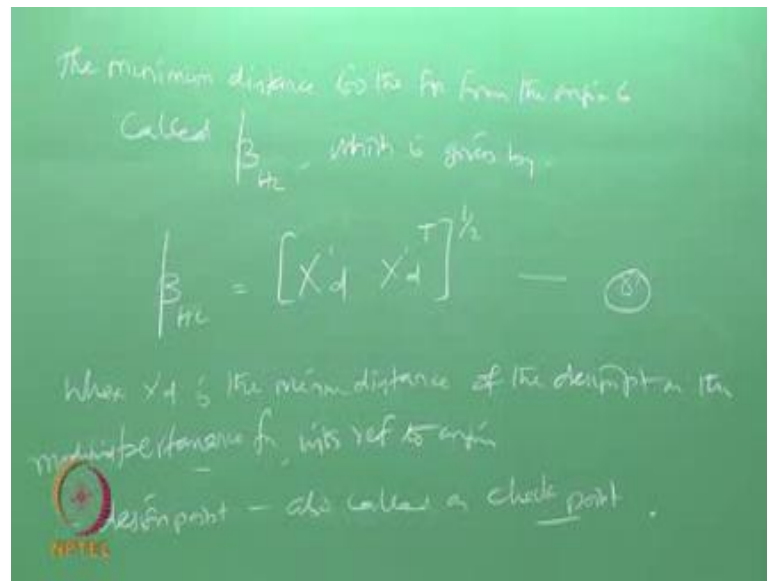 The minimum distance to the fn from the origin is
Called β_HL, which is given by.
β_HL = [X'd X'd^T]^1/2 — ⑧
Where X'd is the minm distance of the design pt on the
performance fn, with ref to origin
design point - also called as check point.
NPTEL